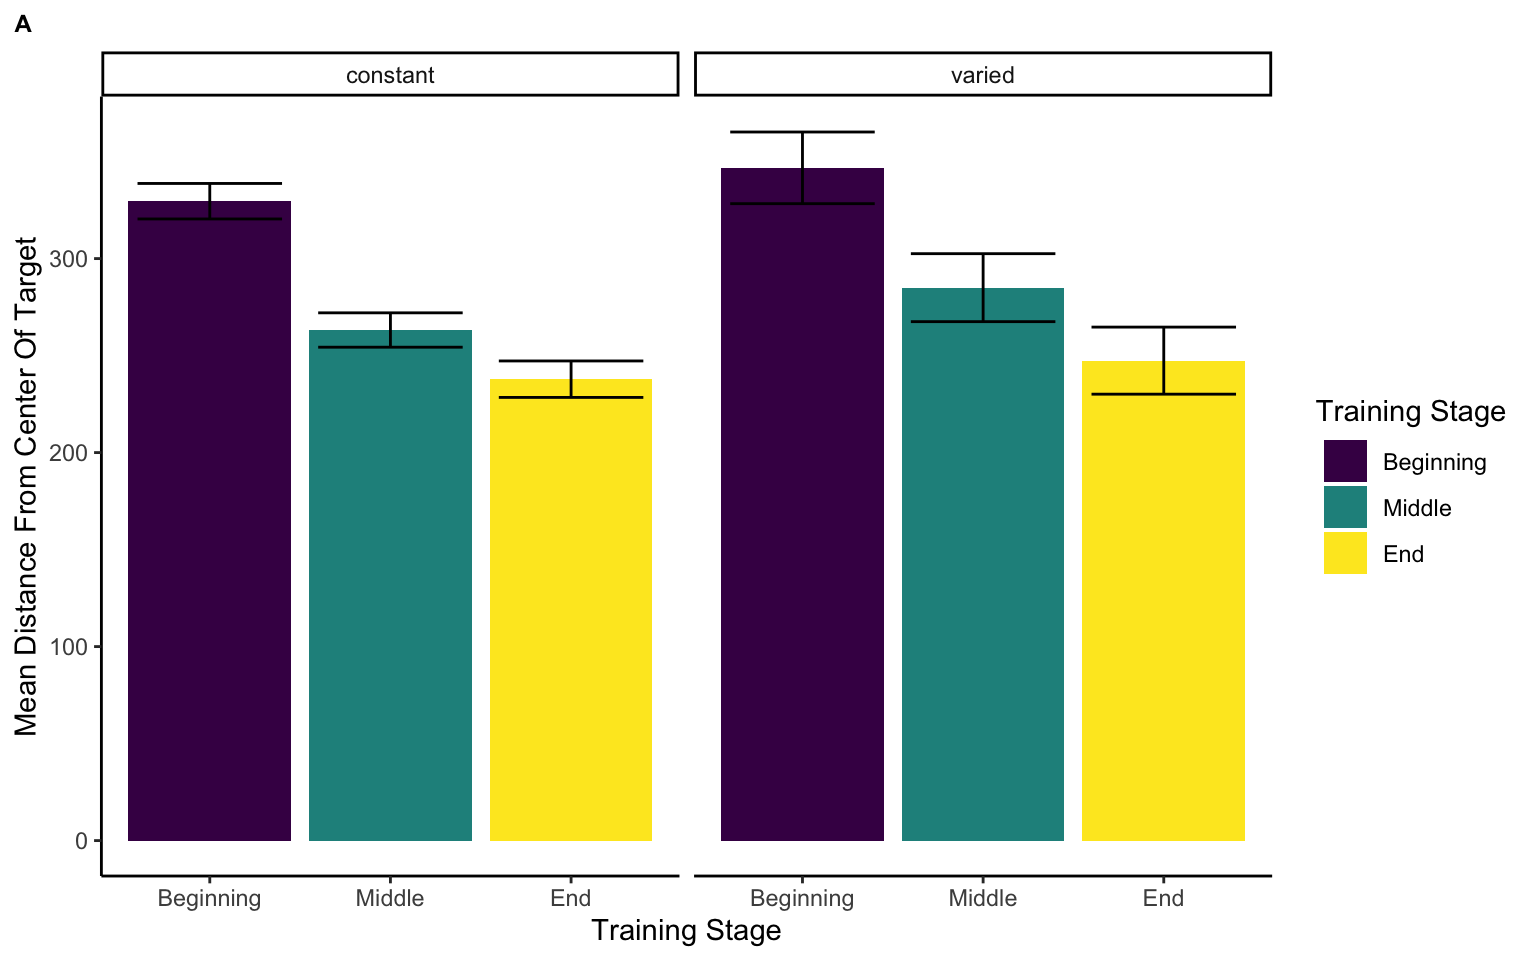 A
constant
varied
Mean Distance From Center Of Target
300
200
100
0
Beginning
Middle
End
Beginning
Middle
End
Training Stage
Training Stage
Beginning
Middle
End